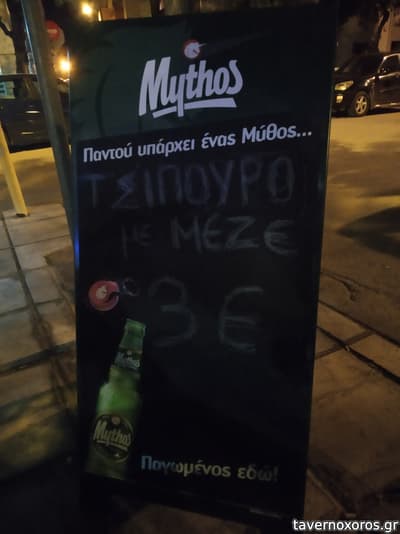 Mythos
Παντού υπάρχει ένας Μύθος...
ΤΣΙΠΟΥΡΟ
ΜΕ ΜΕΖΕ
3 €
Mythos
Παγωμένος εδώ!
tavernoxoros.gr